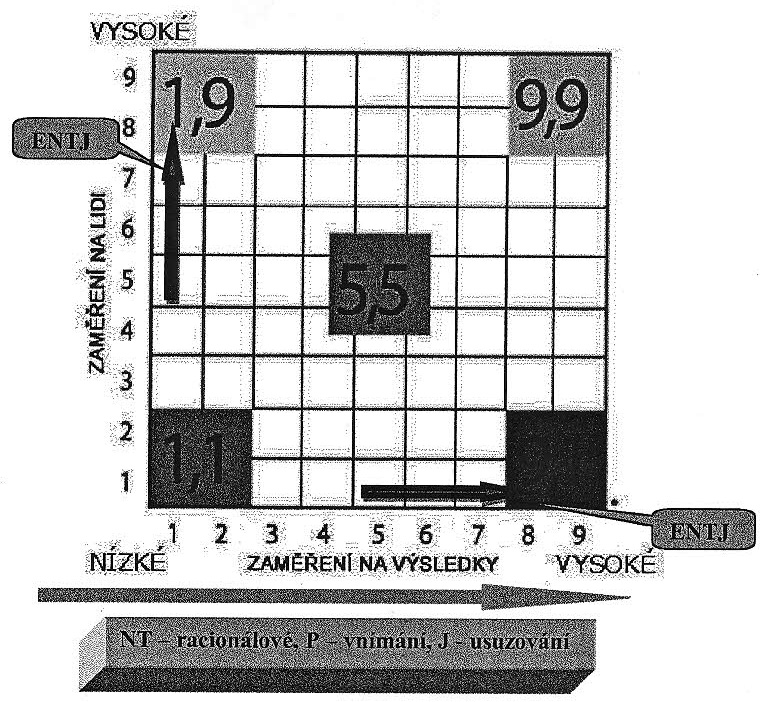 VYSOKÉ
9
1,9
9,9
8
ENTJ
7
6
5
5,5
4
3
2
1,1
1
ZAMĚŘENÍ NA LIDI
1 2 3 4 5 6 7 8 9
ENTJ
NÍZKÉ
ZAMĚŘENÍ NA VÝSLEDKY
VYSOKÉ
NT – racionálové, P – vnímání, J - usuzování